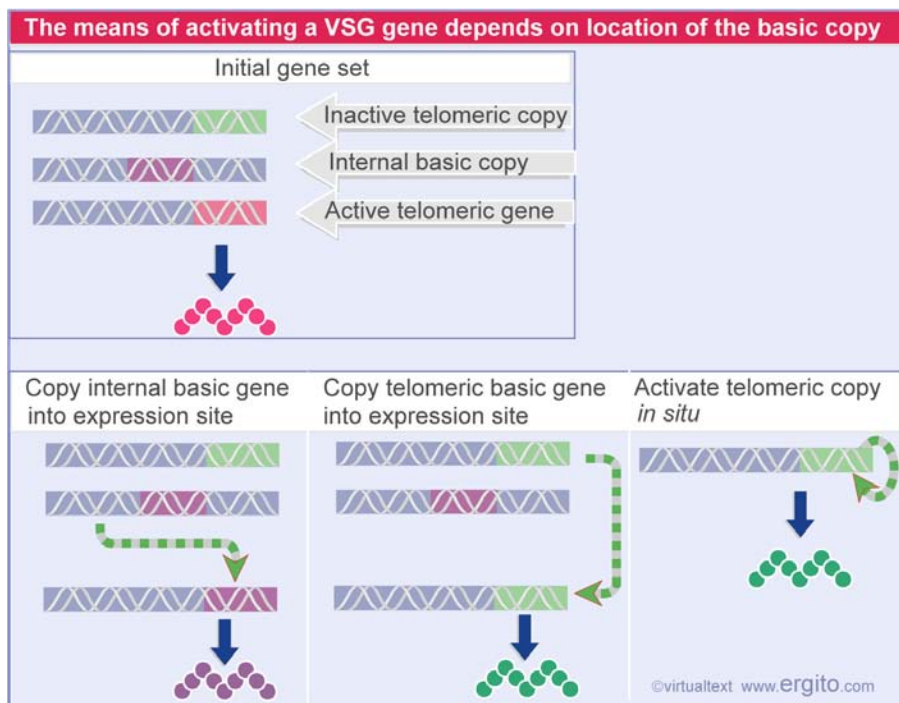 The means of activating a VSG gene depends on location of the basic copy
Initial gene set
Inactive telomeric copy
Internal basic copy
Active telomeric gene
Copy internal basic gene
into expression site
Copy telomeric basic gene
into expression site
Activate telomeric copy
in situ
©virtualtext www.ergito.com